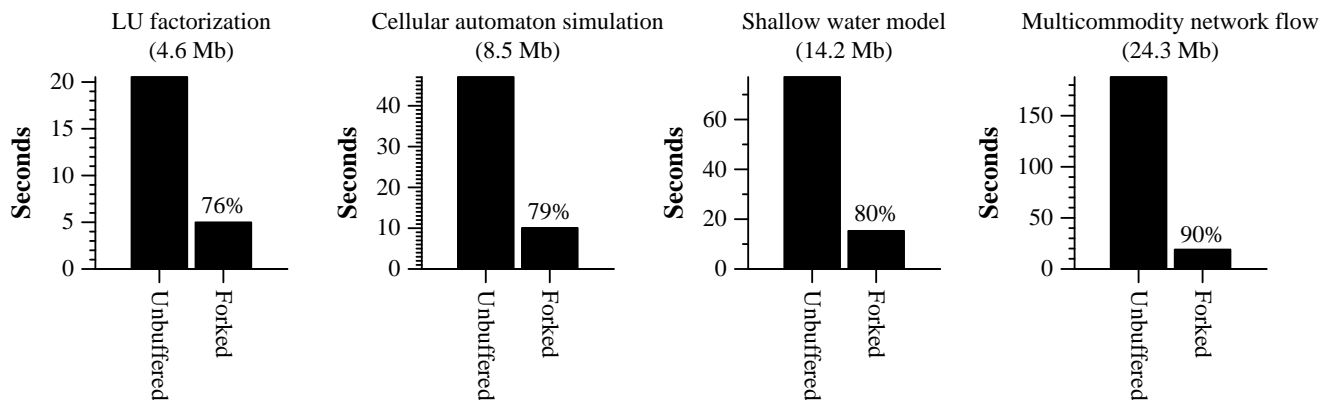 LU factorization
(4.6 Mb)
Seconds
20
15
10
5
0
76%
Unbuffered
Forked
Cellular automaton simulation
(8.5 Mb)
Seconds
40
30
20
10
0
79%
Unbuffered
Forked
Shallow water model
(14.2 Mb)
Seconds
60
40
20
0
80%
Unbuffered
Forked
Multicommodity network flow
(24.3 Mb)
Seconds
150
100
50
0
90%
Unbuffered
Forked